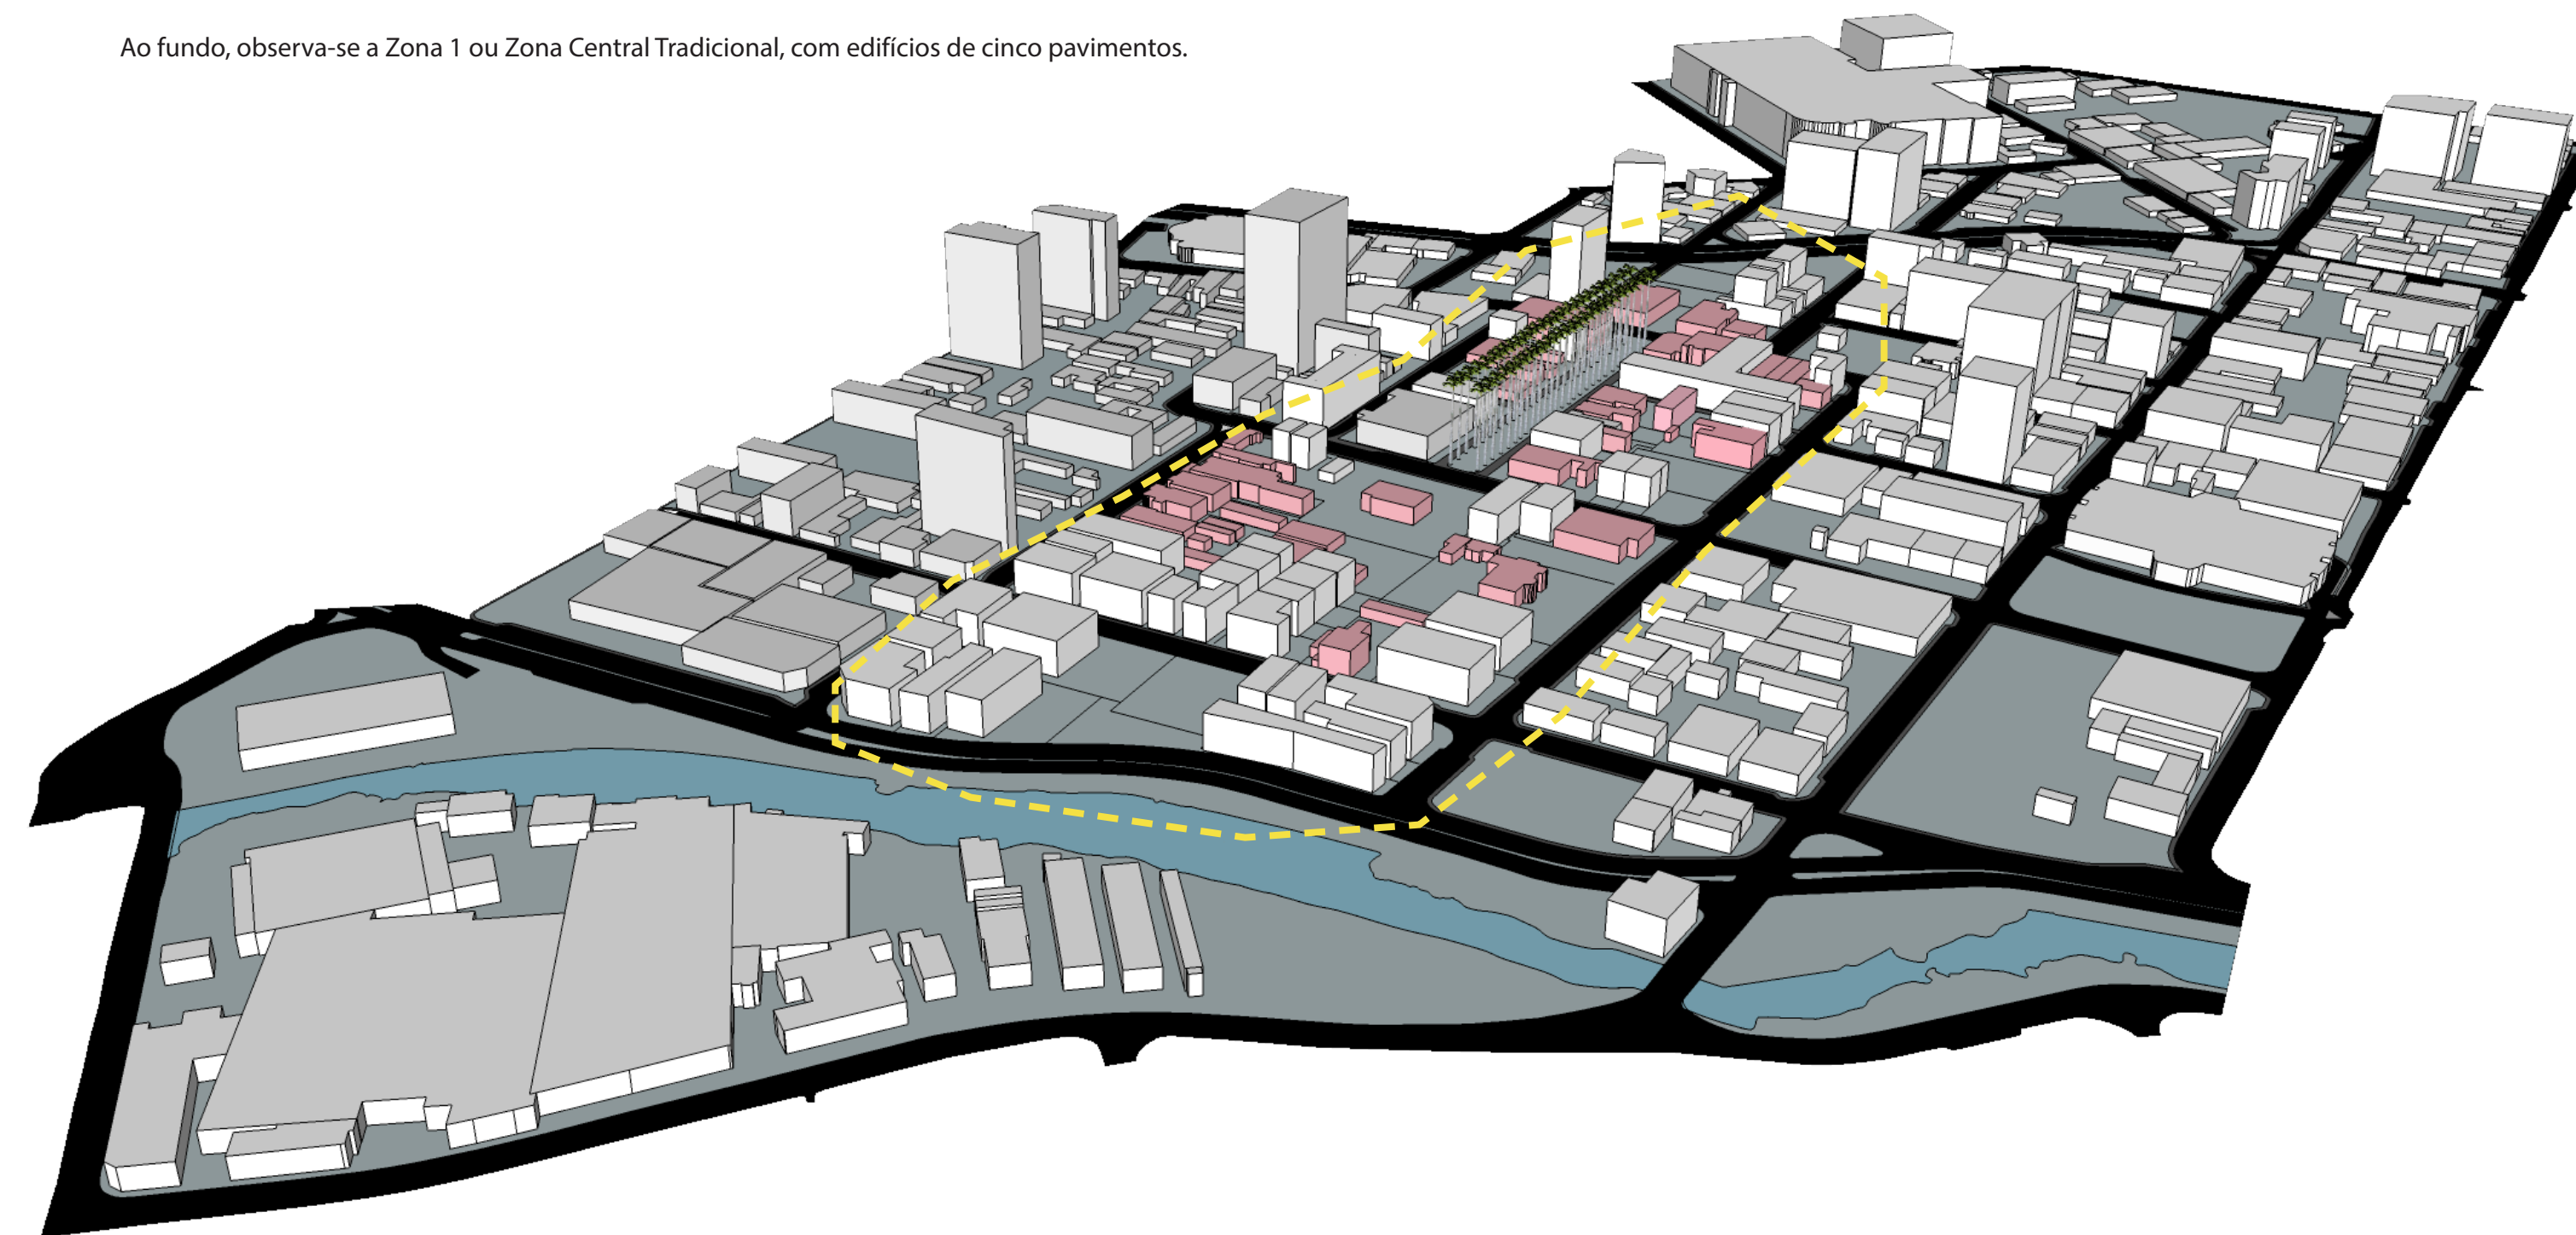 Ao fundo, observa-se a Zona 1 ou Zona Central Tradicional, com edifícios de cinco pavimentos.